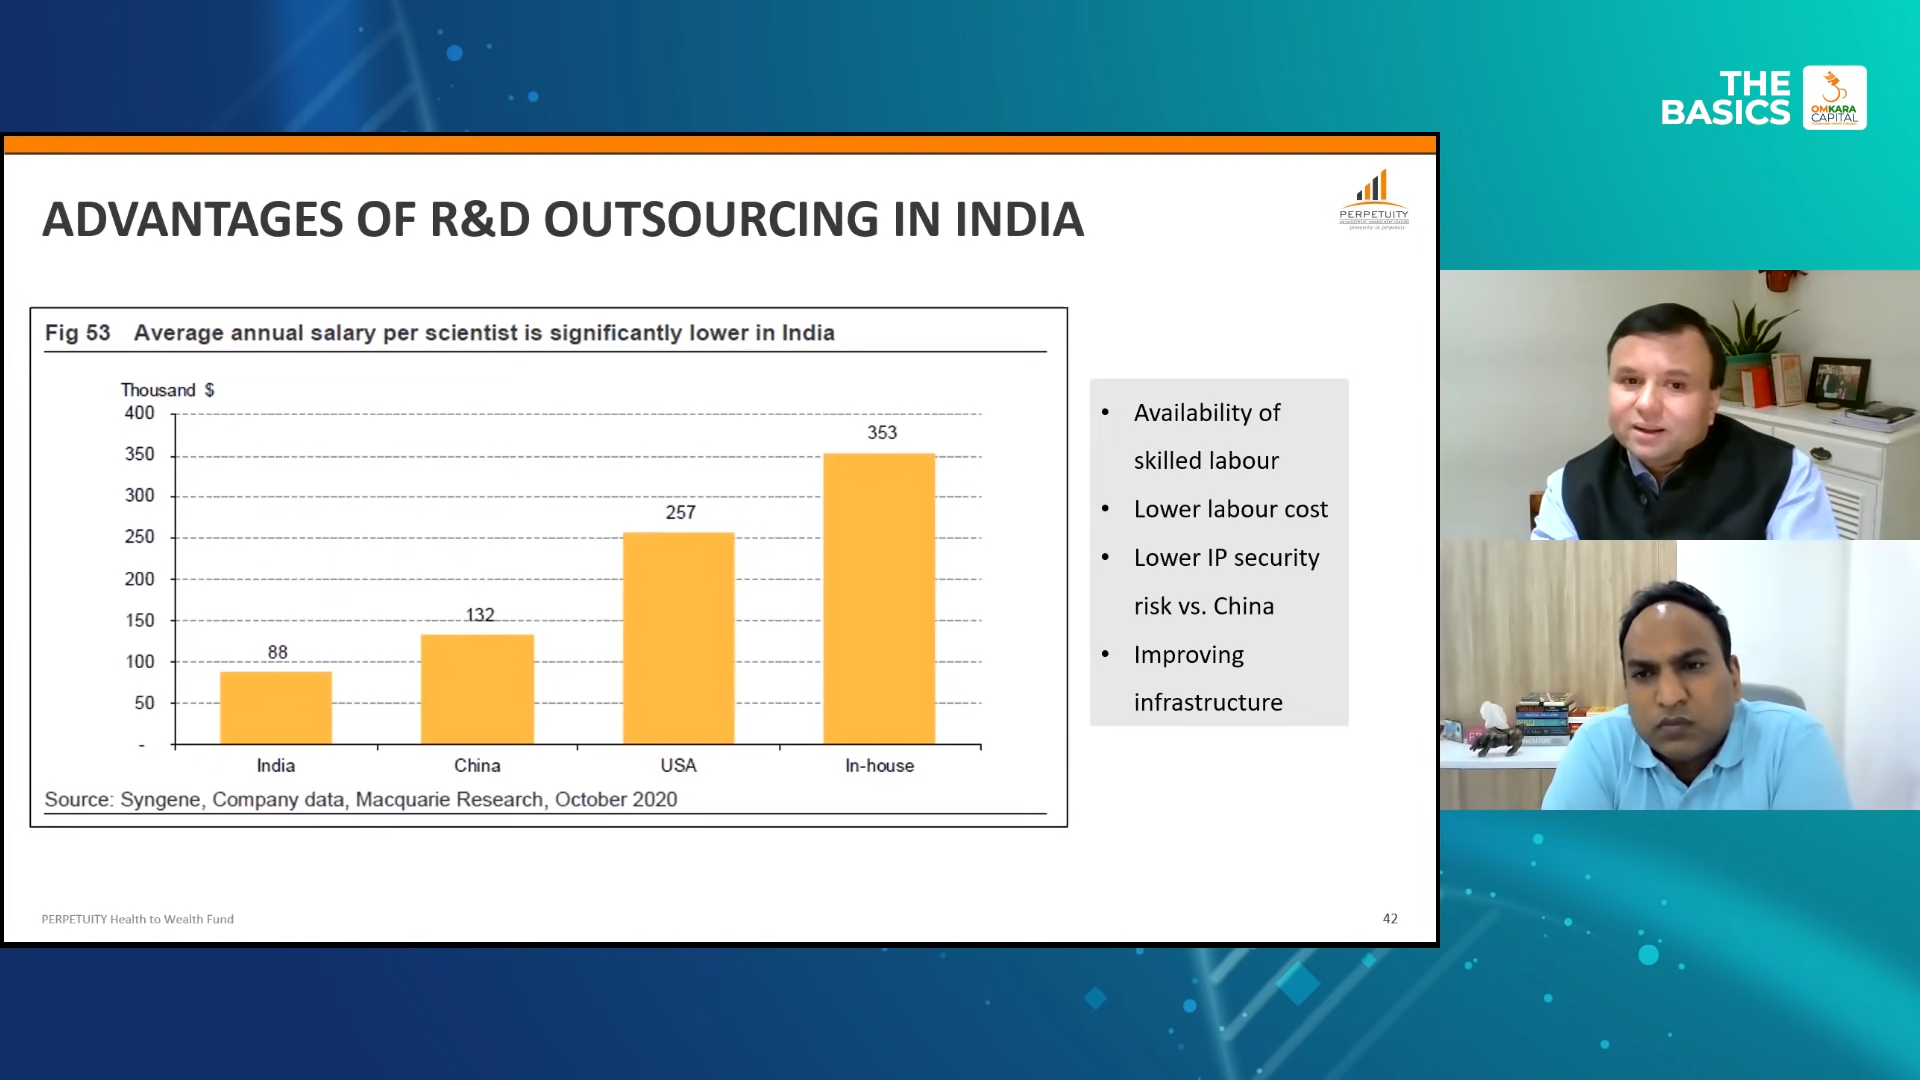 THE
BASICS
OMKARA
CAPITAL
ADVANTAGES OF R&D OUTSOURCING IN INDIA
PERPETUITY
Fig 53 Average annual salary per scientist is significantly lower in India
Thousand $
400
350
300
250
200
150
100
50
-
88
132
257
353
India China USA In-house
Source: Syngene, Company data, Macquarie Research, October 2020
• Availability of
skilled labour
• Lower labour cost
• Lower IP security
risk vs. China
• Improving
infrastructure
PERPETUITY Health to Wealth Fund
42